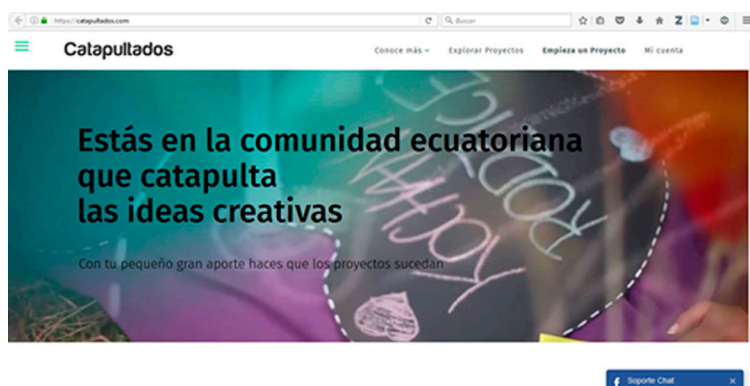 https://catapultados.com
Buscar
Catapultados
Conoce más
Explorar Proyectos
Empieza un Proyecto
Mi cuenta
Estás en la comunidad ecuatoriana
que catapulta
las ideas creativas
Con tu pequeño gran aporte haces que los proyectos sucedan
Soporte Chat